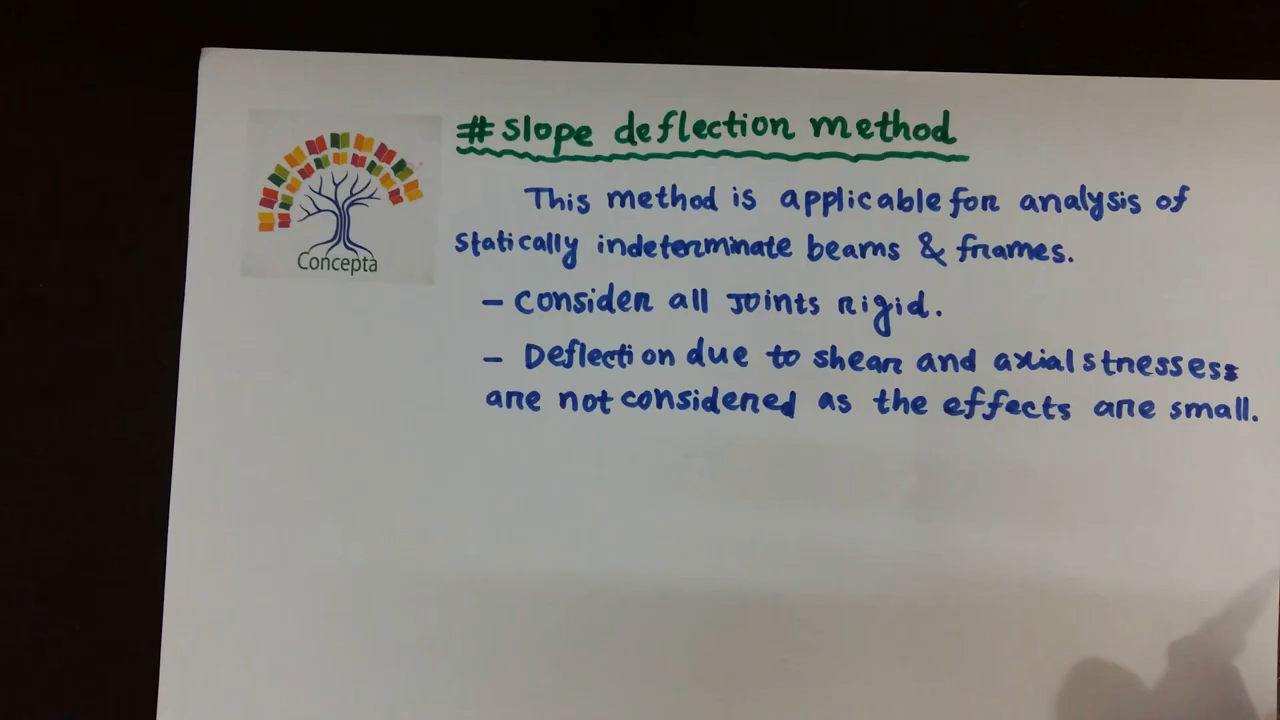 #slope deflection method
This method is applicable for analysis of
statically indeterminate beams & frames.
- Consider all Joints rigid.
- Deflection due to shear and axial stressess
are not considered as the effects are small.
Concepta